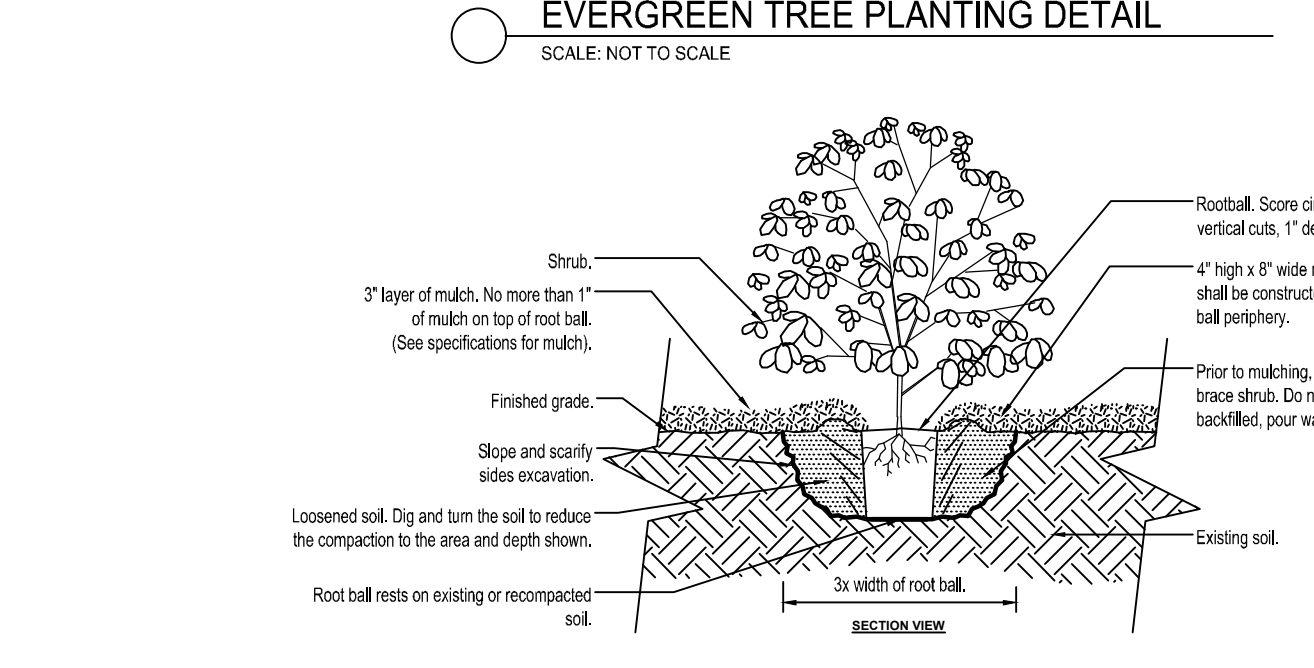 EVERGREEN TREE PLANTING DETAIL
SCALE: NOT TO SCALE
Shrub.
3" layer of mulch. No more than 1"
of mulch on top of root ball.
(See specifications for mulch).
Finished grade.
Slope and scarify
sides excavation.
Loosened soil. Dig and turn the soil to reduce
the compaction to the area and depth shown.
Root ball rests on existing or recompacted
soil.
Rootball. Score
vertical cuts, 1"
4" high x 8" wide
shall be
ball periphery.
Prior to mulching,
brace shrub. Do
backfilled, pour
Existing soil.
3x width of root ball.
SECTION VIEW